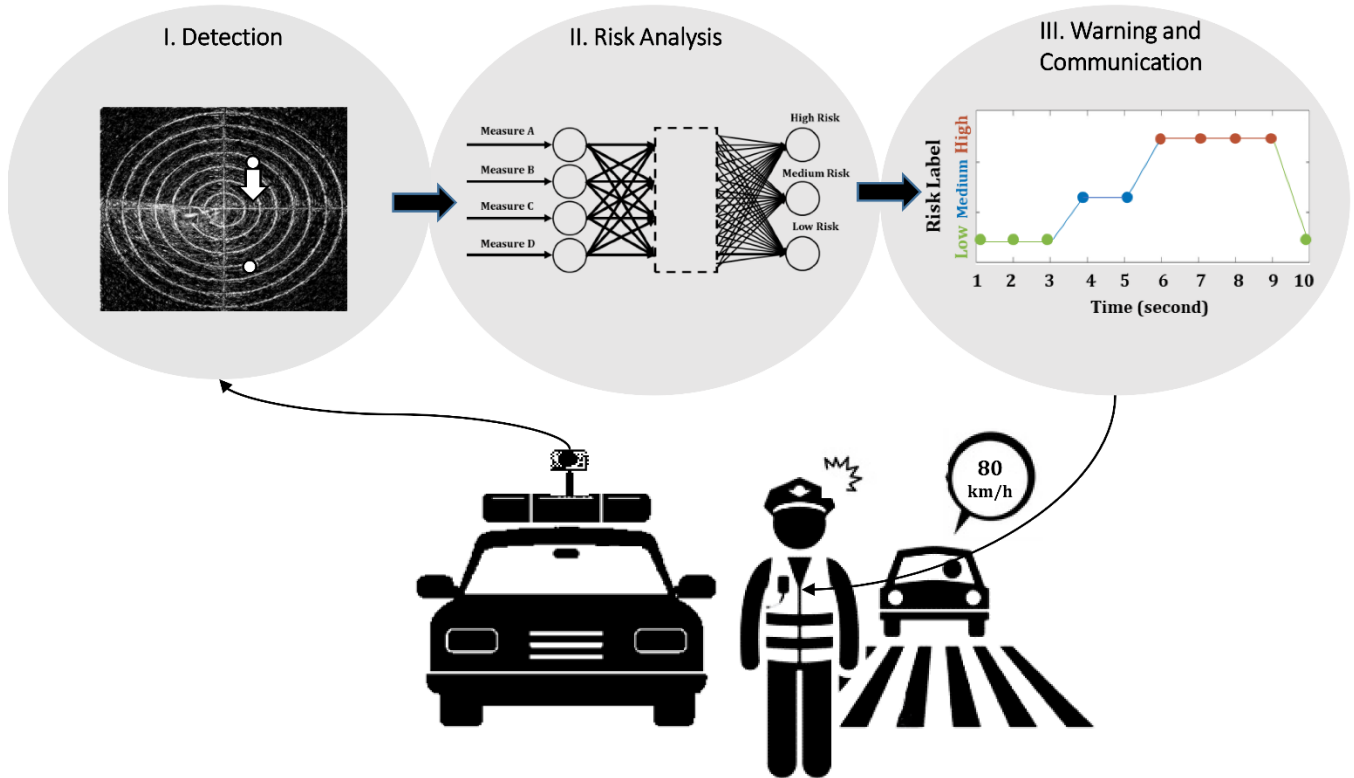 I. Detection
II. Risk Analysis
III. Warning and
Communication
Measure A
Measure B
Measure C
Measure D
High Risk
Medium Risk
Low Risk
Risk Label
Low Medium High
1 2 3 4 5 6 7 8 9 10
Time (second)
80
km/h